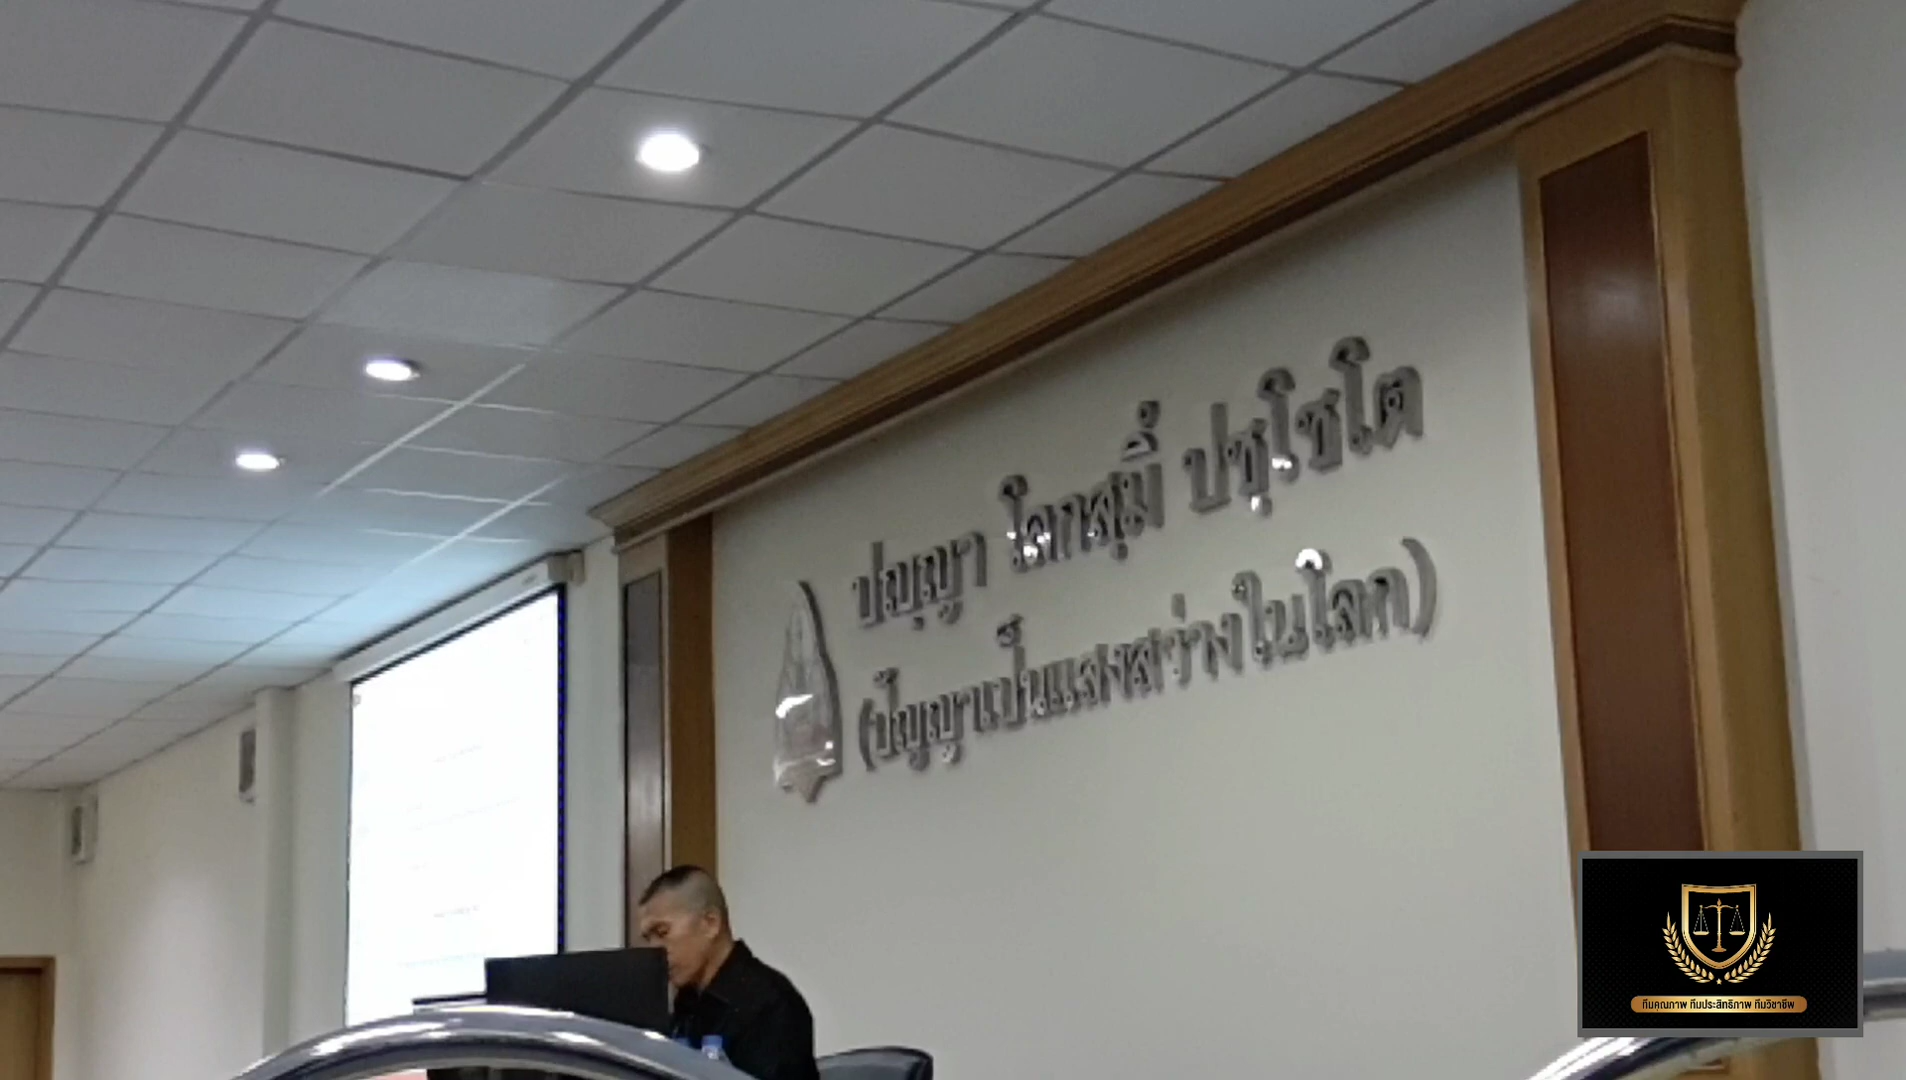 ปญฺญา โลกสฺมิํ ปชฺโชโต
(ปัญญาเป็นแสงสว่างในโลก)
ทีมคุณภาพ ทีมประสิทธิภาพ ทีมวิชาชีพ